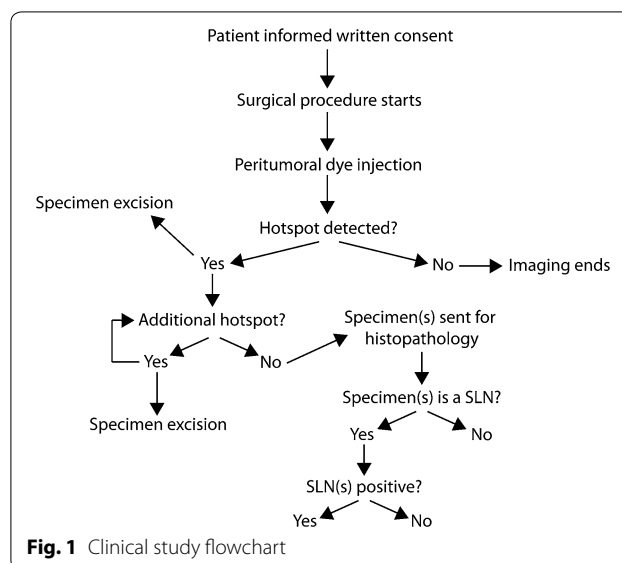 Patient informed written consent
Surgical procedure starts
Peritumoral dye injection
Specimen excision
Hotspot detected?
Yes
No
Imaging ends
Additional hotspot?
Specimen(s) sent for
histopathology
Yes
No
Specimen(s) is a SLN?
Specimen excision
Yes
No
SLN(s) positive?
Yes
No
Fig. 1 Clinical study flowchart